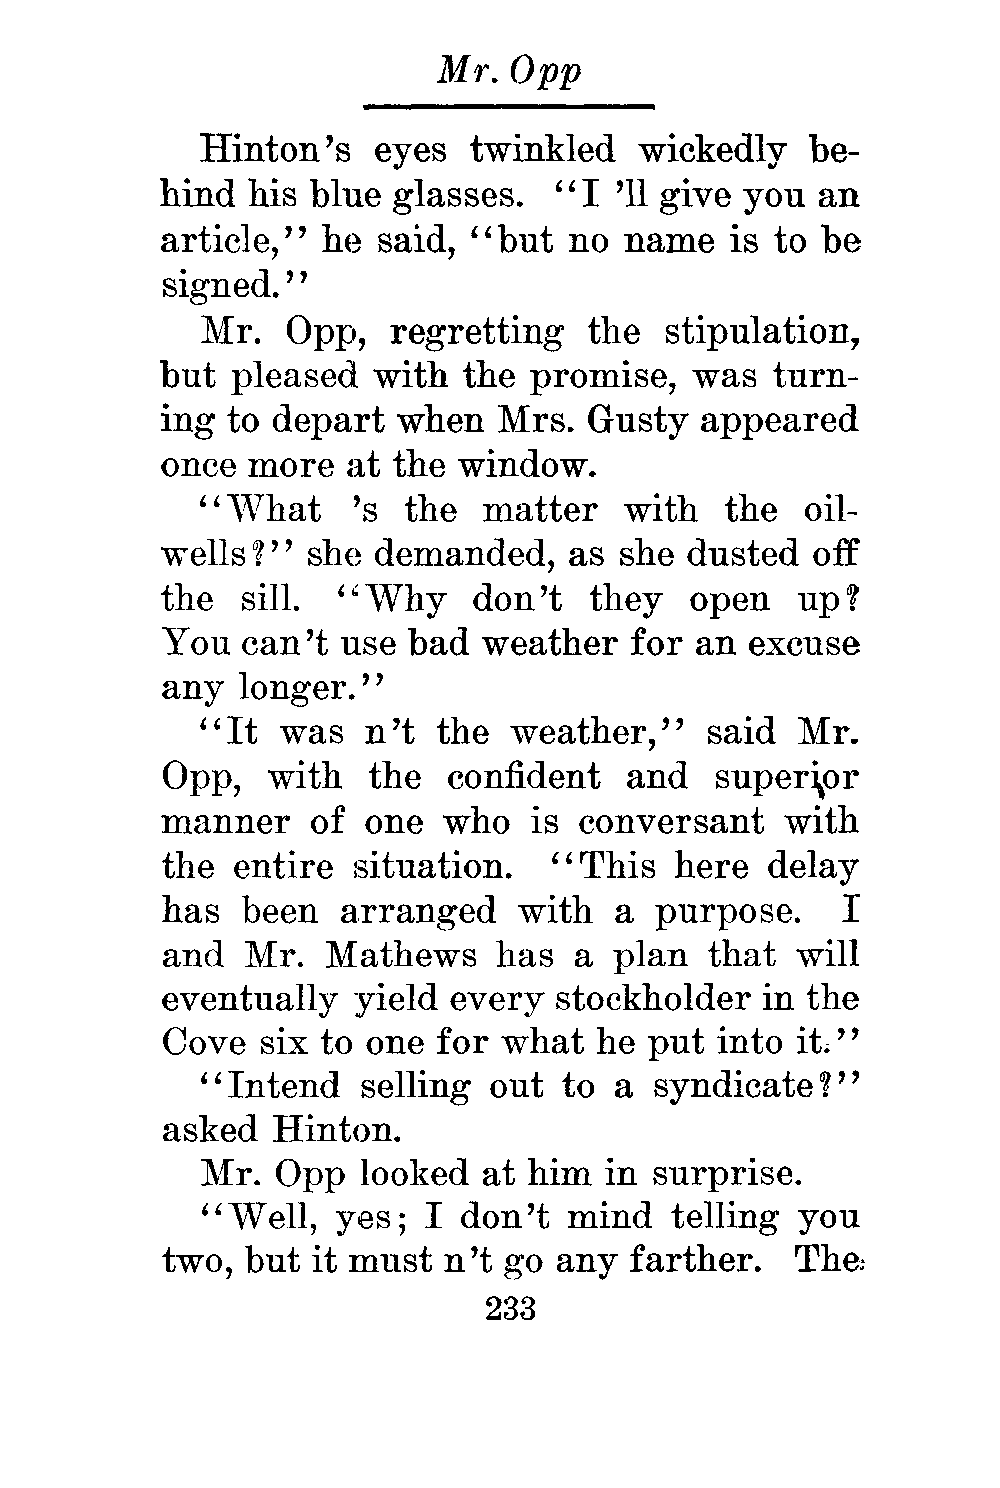 Mr. Opp
Hinton's eyes twinkled wickedly be-
hind his blue glasses. "I 'll give you an
article," he said, "but no name is to be
signed."
Mr. Opp, regretting the stipulation,
but pleased with the promise, was turn-
ing to depart when Mrs. Gusty appeared
once more at the window.
"What 's the matter with the oil-
wells?" she demanded, as she dusted off
the sill. "Why don't they open up?
You can't use bad weather for an excuse
any longer."
"It was n't the weather," said Mr.
Opp, with the confident and superior
manner of one who is conversant with
the entire situation. "This here delay
has been arranged with a purpose. I
and Mr. Mathews has a plan that will
eventually yield every stockholder in the
Cove six to one for what he put into it."
"Intend selling out to a syndicate?"
asked Hinton.
Mr. Opp looked at him in surprise.
"Well, yes; I don't mind telling you
two, but it must n't go any farther. The
233